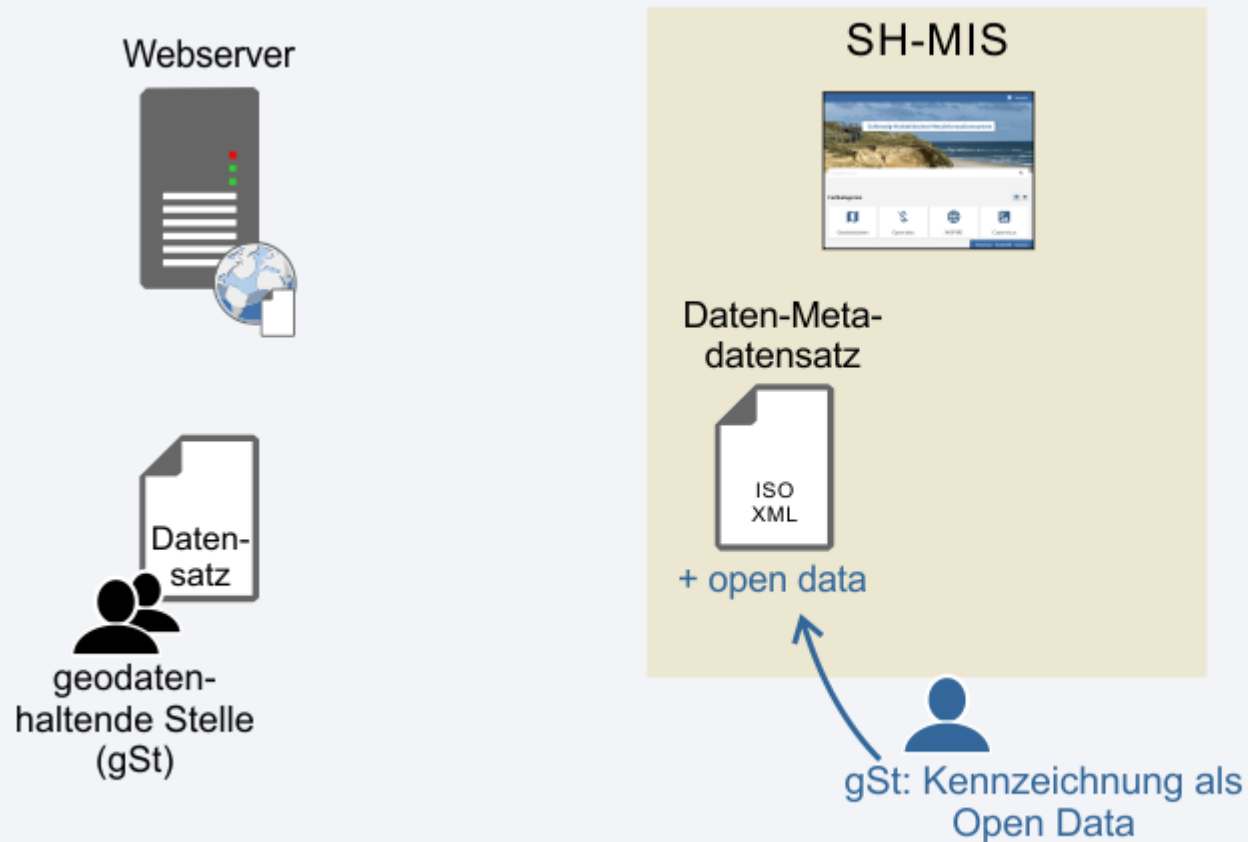 Webserver
Daten-
satz
geodaten-
haltende Stelle
(gSt)
SH-MIS
Daten-Meta-
datensatz
ISO
XML
+ open data
gSt: Kennzeichnung als
Open Data